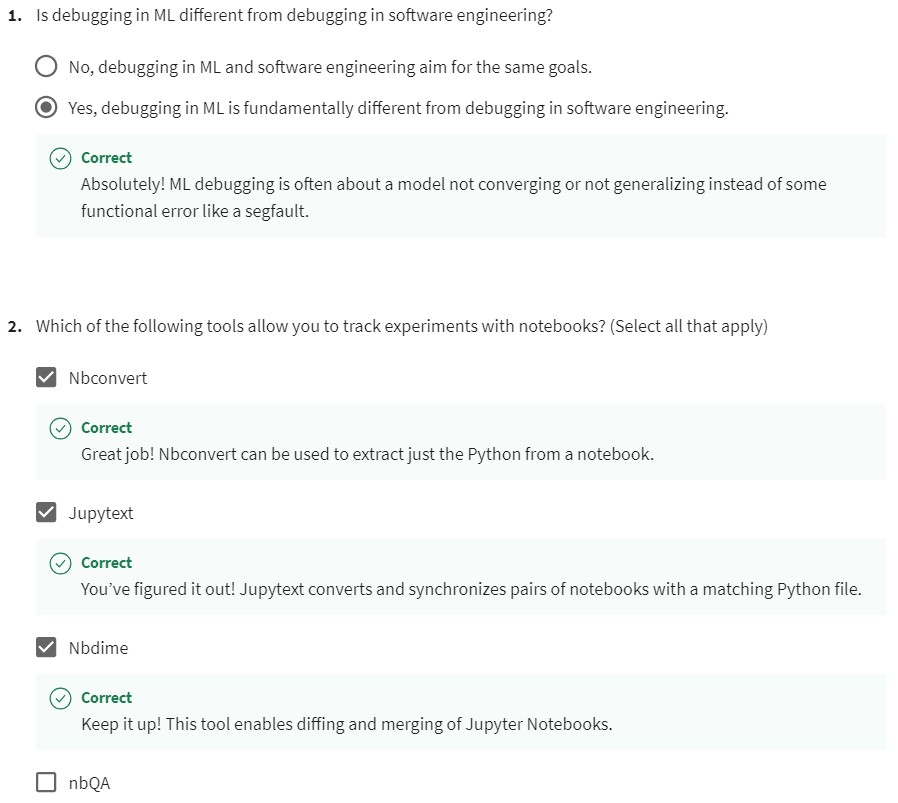 1. Is debugging in ML different from debugging in software engineering?
No, debugging in ML and software engineering aim for the same goals.
Yes, debugging in ML is fundamentally different from debugging in software engineering.
Correct
Absolutely! ML debugging is often about a model not converging or not generalizing instead of some
functional error like a segfault.
2. Which of the following tools allow you to track experiments with notebooks? (Select all that apply)
Nbconvert
Correct
Great job! Nbconvert can be used to extract just the Python from a notebook.
Jupytext
Correct
You’ve figured it out! Jupytext converts and synchronizes pairs of notebooks with a matching Python file.
Nbdime
Correct
Keep it up! This tool enables diffing and merging of Jupyter Notebooks.
nbQA